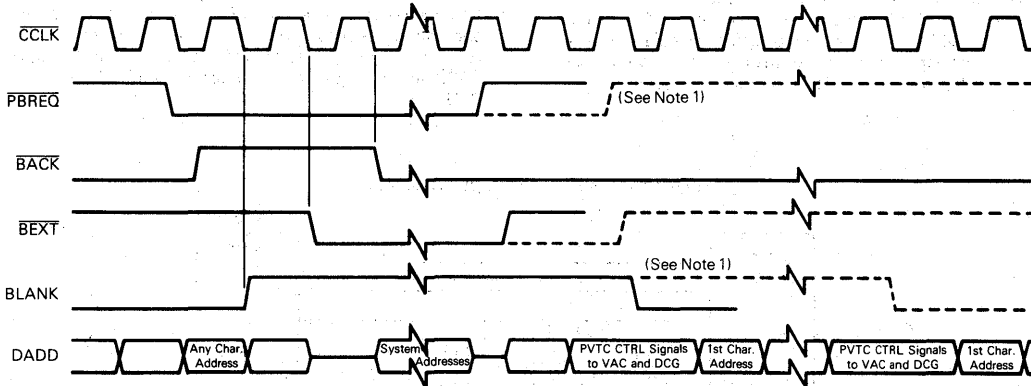 CCLK
PBREQ
(See Note 1)
BACK
BEXT
(See Note 1)
BLANK
DADD
Any Char.
Address
System
Addresses
PVTC CTRL Signals
to VAC and DCG
1st Char.
Address
PVTC CTRL Signals
to VAC and DCG
1st Char.
Address